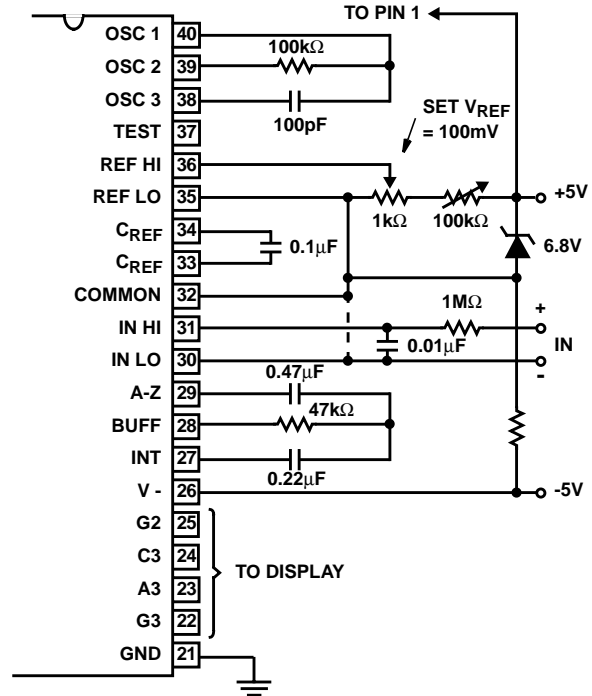 TO PIN 1
OSC 1 40
100kΩ
OSC 2 39
OSC 3 38
100pF
SET VREF
= 100mV
TEST 37
REF HI 36
REF LO 35
+5V
1kΩ 100kΩ
CREF 34
0.1µF
6.8V
CREF 33
COMMON 32
1MΩ
+
IN HI 31
0.01µF
IN
IN LO 30
-
0.47µF
A-Z 29
47kΩ
BUFF 28
INT 27
0.22µF
V - 26
-5V
G2 25
C3 24
TO DISPLAY
A3 23
G3 22
GND 21